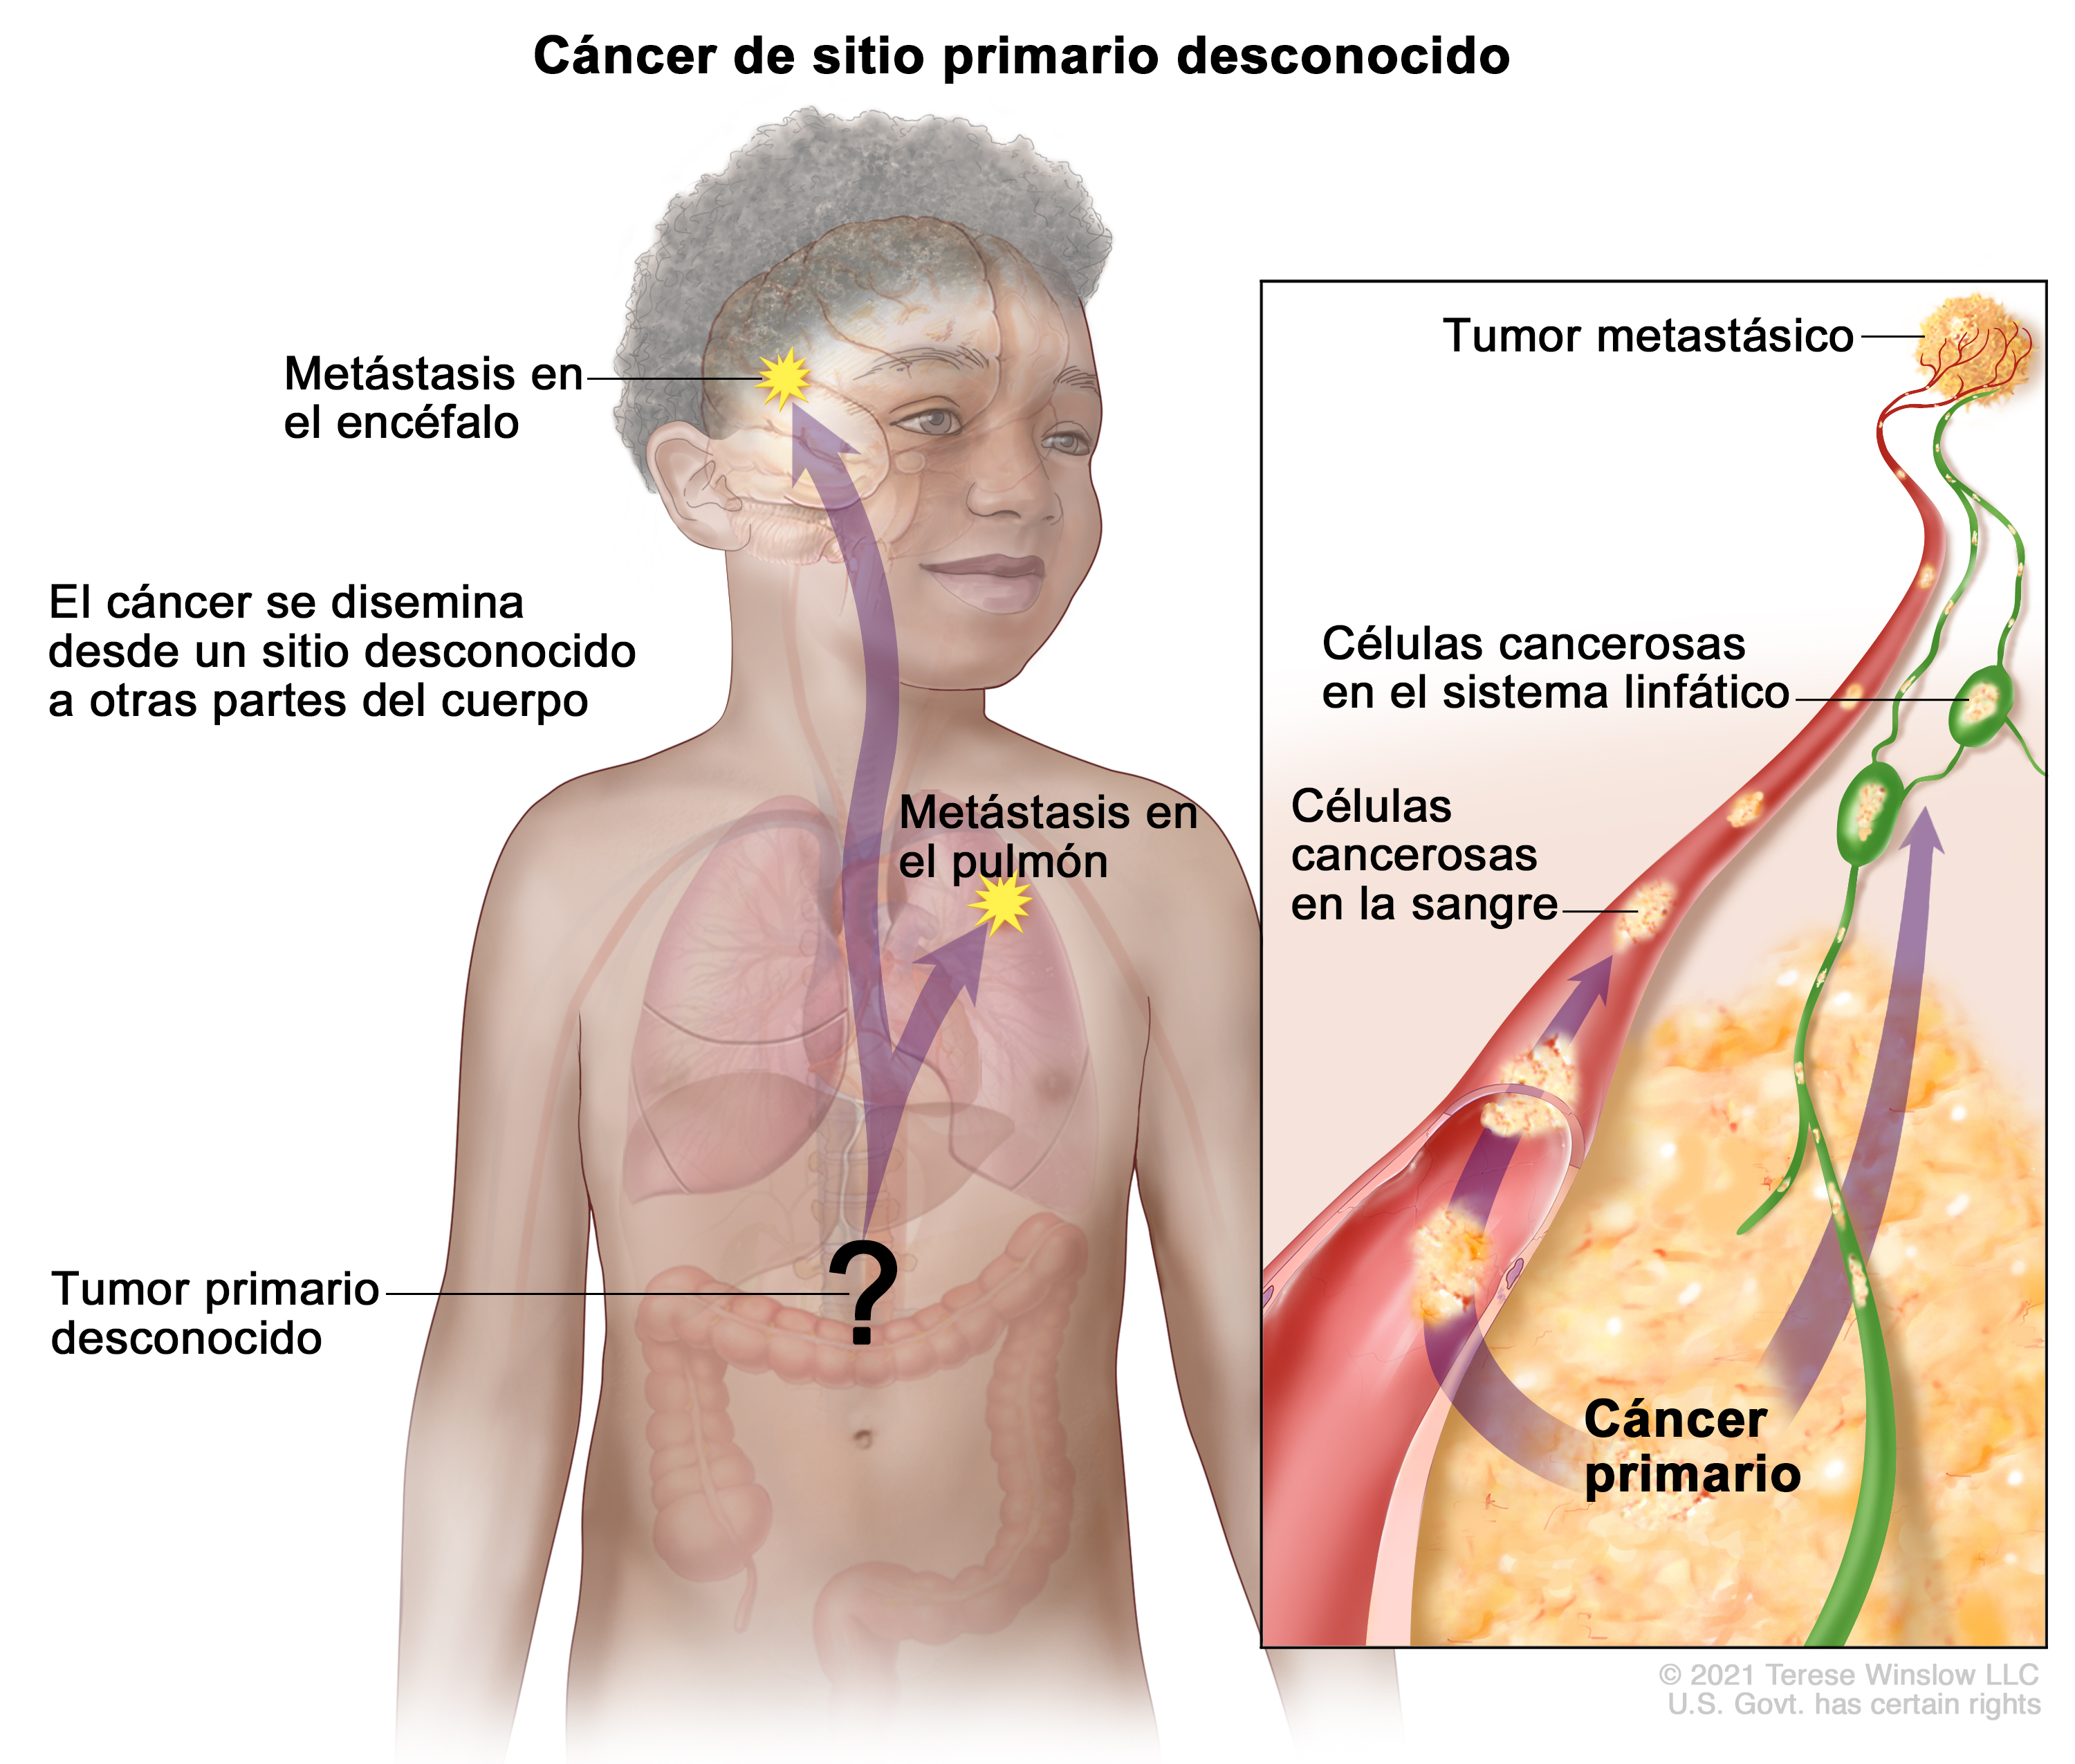 Cáncer de sitio primario desconocido
Metástasis en
el encéfalo
El cáncer se disemina
desde un sitio desconocido
a otras partes del cuerpo
Metástasis en
el pulmón
Tumor primario
desconocido
?
Tumor metastásico
Células cancerosas
en el sistema linfático
Células
cancerosas
en la sangre
Cáncer
primario
© 2021 Terese Winslow LLC
U.S. Govt. has certain rights